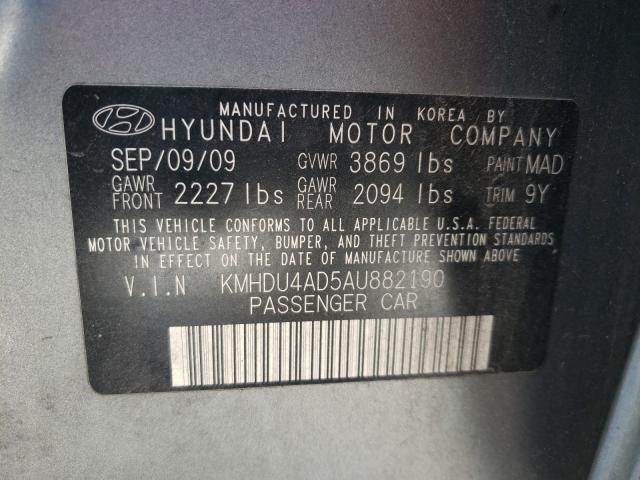 MANUFACTURED IN KOREA BY
HYUNDAI MOTOR COMPANY
SEP/09/09 GVWR 3869 lbs PAINT MAD
GAWR FRONT 2227 lbs GAWR REAR 2094 lbs TRIM 9Y
THIS VEHICLE CONFORMS TO ALL APPLICABLE U.S.A. FEDERAL
MOTOR VEHICLE SAFETY, BUMPER, AND THEFT PREVENTION STANDARDS
IN EFFECT ON THE DATE OF MANUFACTURE SHOWN ABOVE.
V.I.N KMHDU4AD5AU882190
PASSENGER CAR